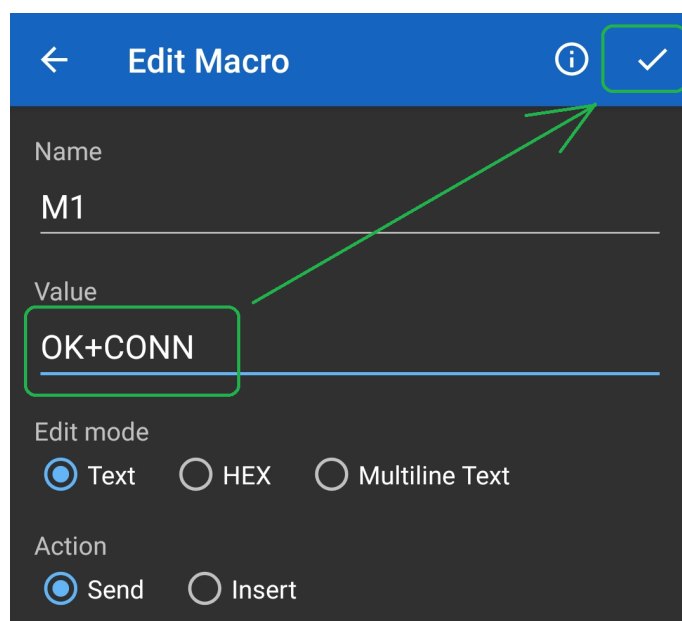 Edit Macro
Name
M1
Value
OK+CONN
Edit mode
Text HEX Multiline Text
Action
Send Insert